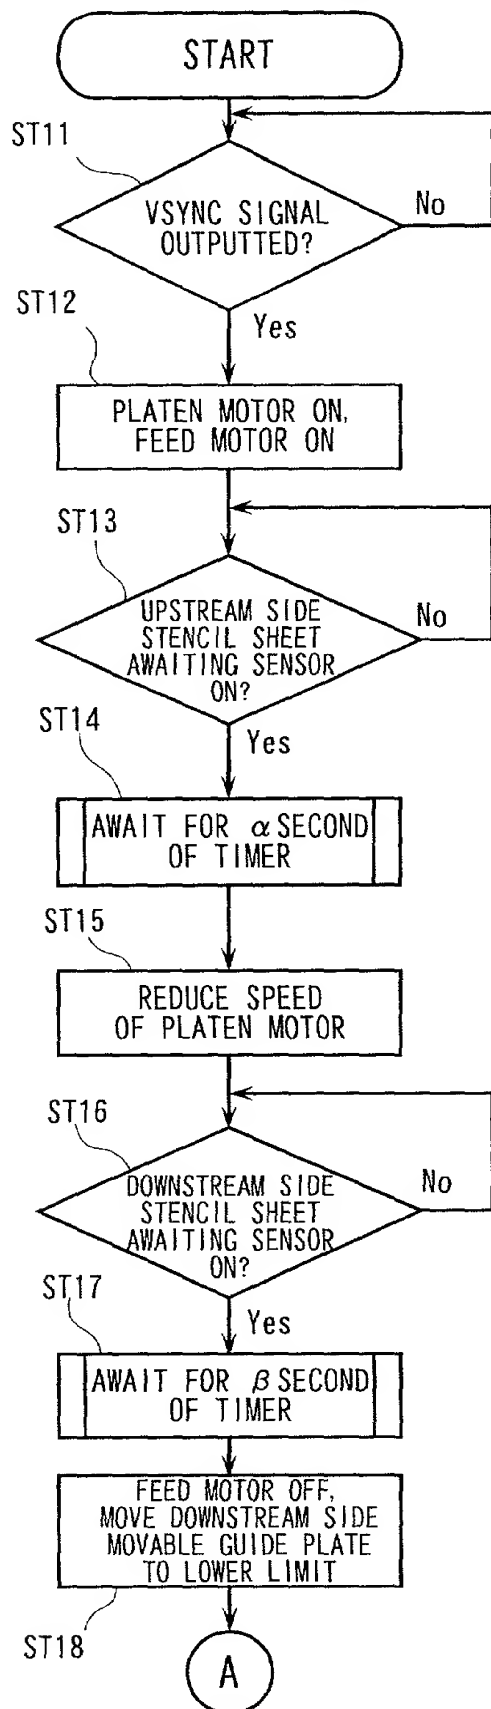 START
ST11
VSYNC SIGNAL
OUTPUTTED?
No
Yes
ST12
PLATEN MOTOR ON,
FEED MOTOR ON
ST13
UPSTREAM SIDE
STENCIL SHEET
AWAITING SENSOR
ON?
No
Yes
ST14
AWAIT FOR α SECOND
OF TIMER
ST15
REDUCE SPEED
OF PLATEN MOTOR
ST16
DOWNSTREAM SIDE
STENCIL SHEET
AWAITING SENSOR
ON?
No
Yes
ST17
AWAIT FOR β SECOND
OF TIMER
FEED MOTOR OFF,
MOVE DOWNSTREAM SIDE
MOVABLE GUIDE PLATE
TO LOWER LIMIT
ST18
A